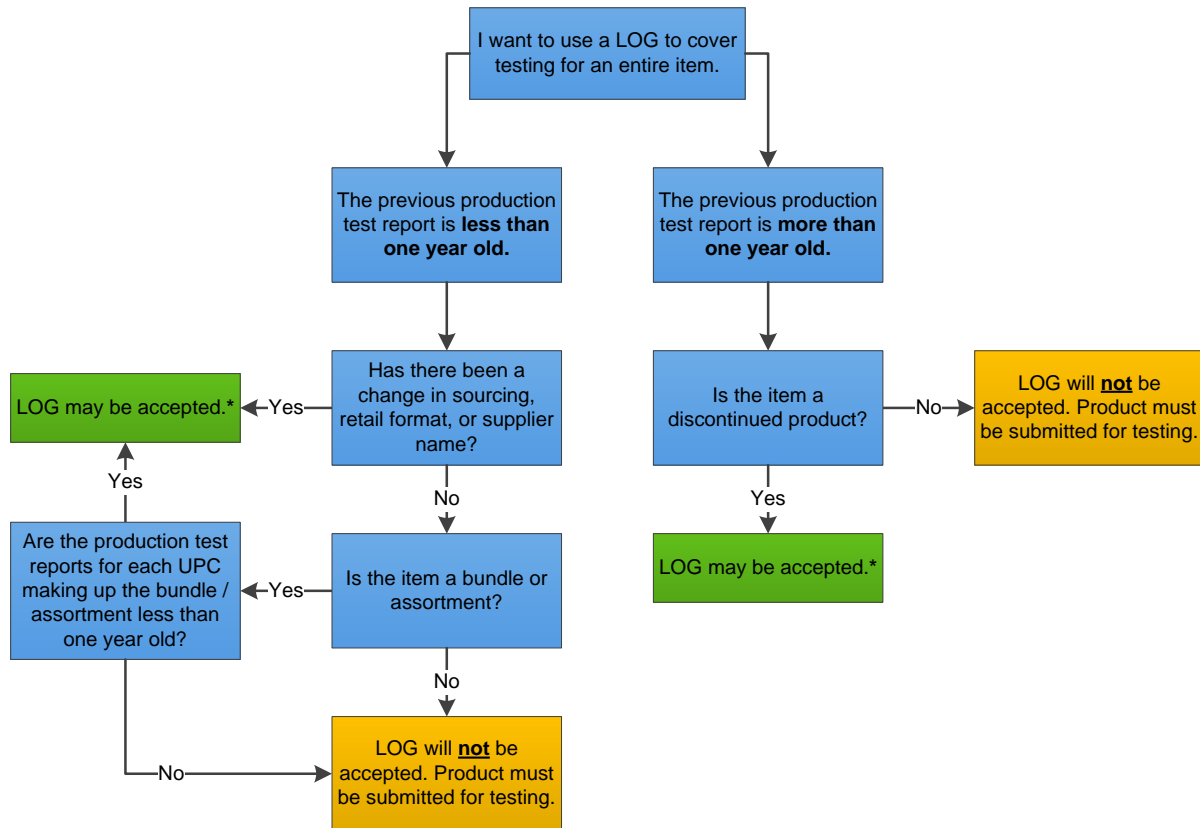 I want to use a LOG to cover
testing for an entire item.
The previous production
test report is less than
one year old.
The previous production
test report is more than
one year old.
Has there been a
change in sourcing,
retail format, or supplier
name?
Yes
LOG may be accepted.*
Is the item a
discontinued product?
No
LOG will not be
accepted. Product must
be submitted for testing.
Yes
No
Yes
Are the production test
reports for each UPC
making up the bundle /
assortment less than
one year old?
Yes
Is the item a bundle or
assortment?
LOG may be accepted.*
No
No
LOG will not be
accepted. Product must
be submitted for testing.